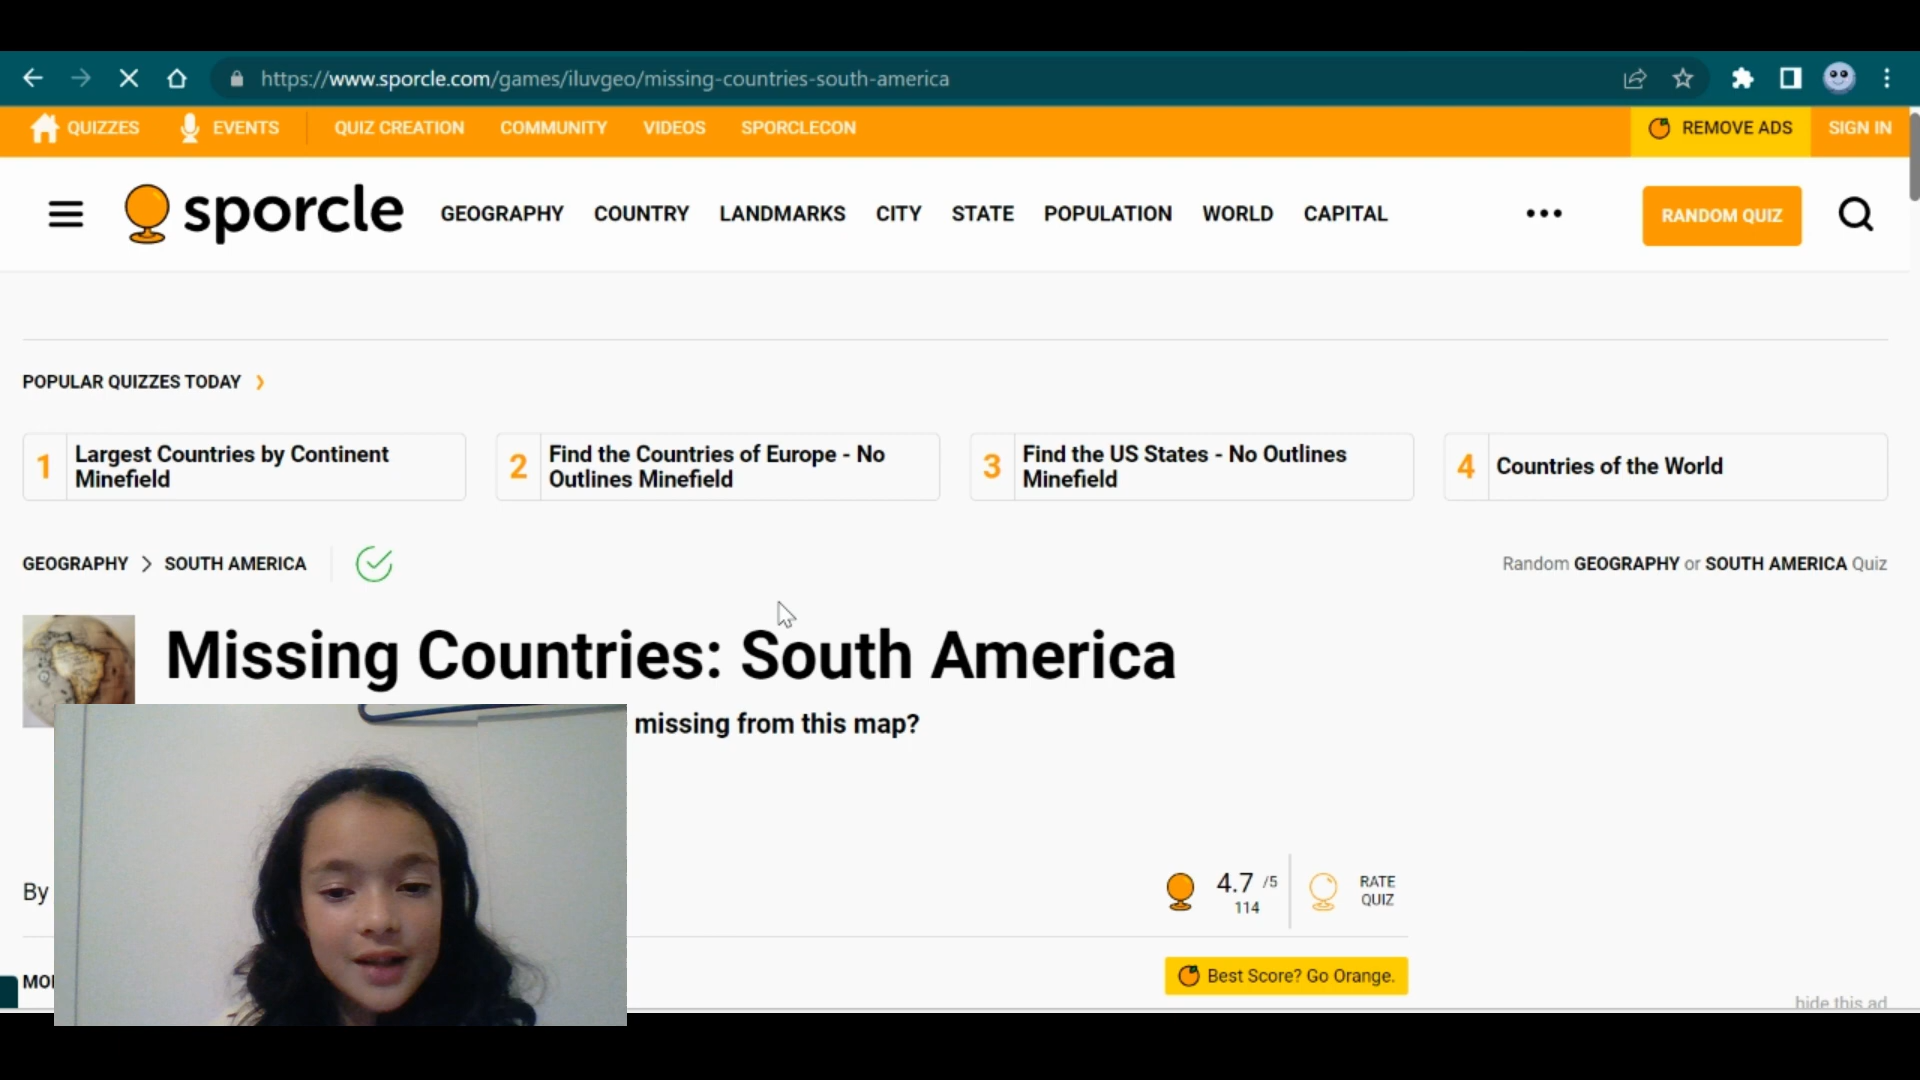 https://www.sporcle.com/games/iluvgeo/missing-countries-south-america
QUIZZES EVENTS QUIZ CREATION COMMUNITY VIDEOS SPORCLECON REMOVE ADS SIGN IN
sporcle GEOGRAPHY COUNTRY LANDMARKS CITY STATE POPULATION WORLD CAPITAL ••• RANDOM QUIZ
POPULAR QUIZZES TODAY
1 Largest Countries by Continent
Minefield
2 Find the Countries of Europe - No
Outlines Minefield
3 Find the US States - No Outlines
Minefield
4 Countries of the World
GEOGRAPHY > SOUTH AMERICA
Random GEOGRAPHY or SOUTH AMERICA Quiz
Missing Countries: South America
missing from this map?
By
4.7 /5
114
RATE
QUIZ
Best Score? Go Orange.
hide this ad